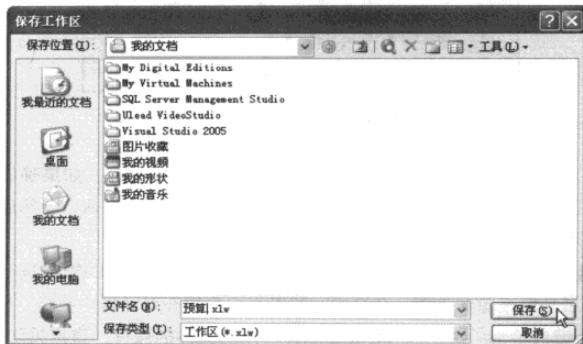 保存工作区
保存位置(I): 我的文档 工具(L)
My Digital Editions
My Virtual Machines
SQL Server Management Studio
Ulead VideoStudio
Visual Studio 2005
图片收藏
我的视频
我的形状
我的音乐
我最近的文档
桌面
我的文档
我的电脑
文件名(N): 预算.xlw 保存(S)
保存类型(T): 工作区(*.xlw) 取消